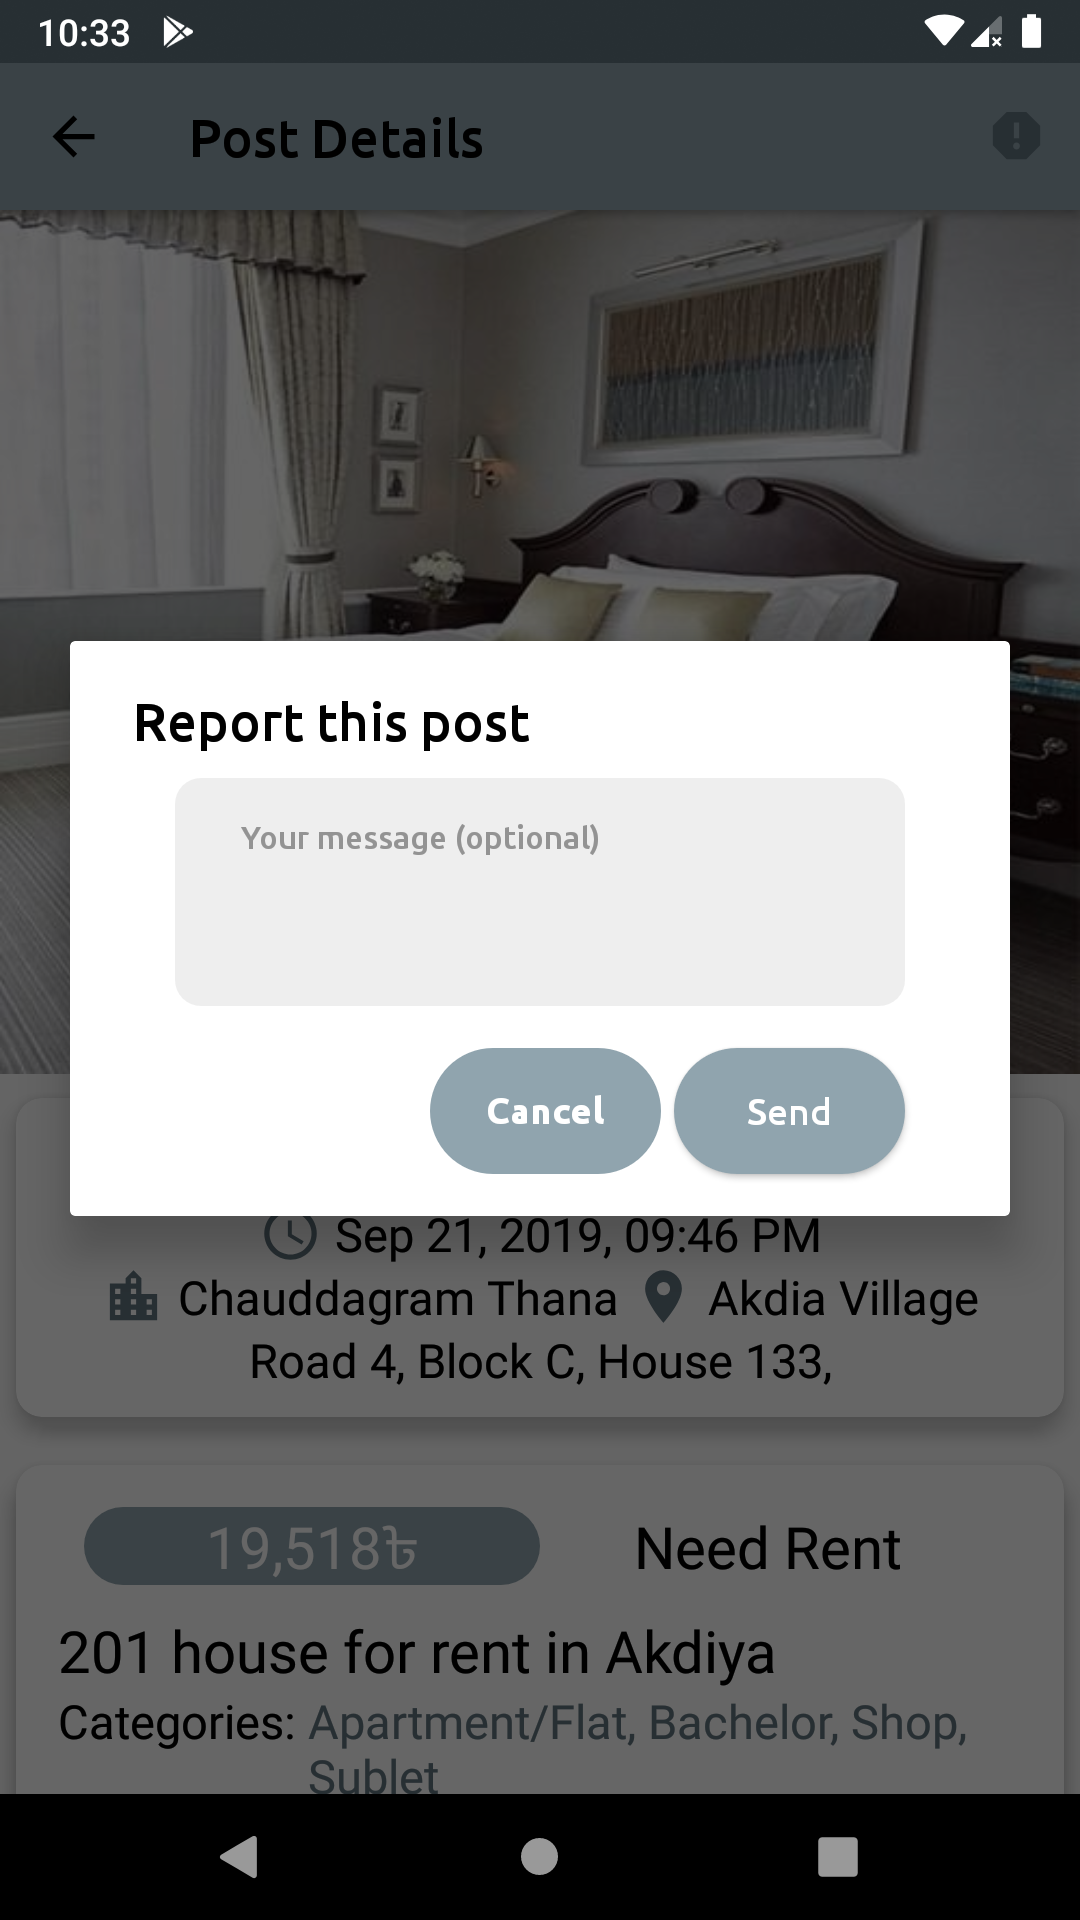 10:33
Post Details
Report this post
Your message (optional)
Cancel Send
Sep 21, 2019, 09:46 PM
Chauddagram Thana Akdia Village
Road 4, Block C, House 133,
19,518৳ Need Rent
201 house for rent in Akdiya
Categories: Apartment/Flat, Bachelor, Shop,
Sublet